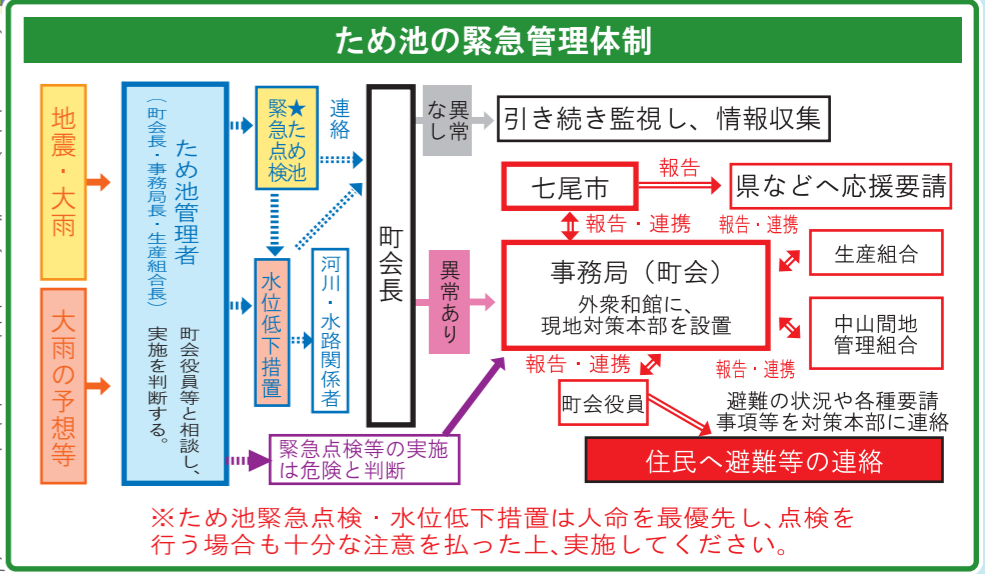 ため池の緊急管理体制
地震・大雨
大雨の予想等
ため池管理者
（町会長・事務局長・生産組合長）
町会役員等と相談し、
実施を判断する。
★ため池
緊急点検
連絡
水位低下措置
河川・水路関係者
緊急点検等の実施
は危険と判断
町会長
異常
なし
引き続き監視し、情報収集
異常あり
七尾市
報告
県などへ応援要請
報告・連携
報告・連携
事務局（町会）
外衆和館に、
現地対策本部を設置
生産組合
中山間地
管理組合
報告・連携
報告・連携
町会役員
避難の状況や各種要請
事項等を対策本部に連絡
住民へ避難等の連絡
※ため池緊急点検・水位低下措置は人命を最優先し、点検を
行う場合も十分な注意を払った上、実施してください。